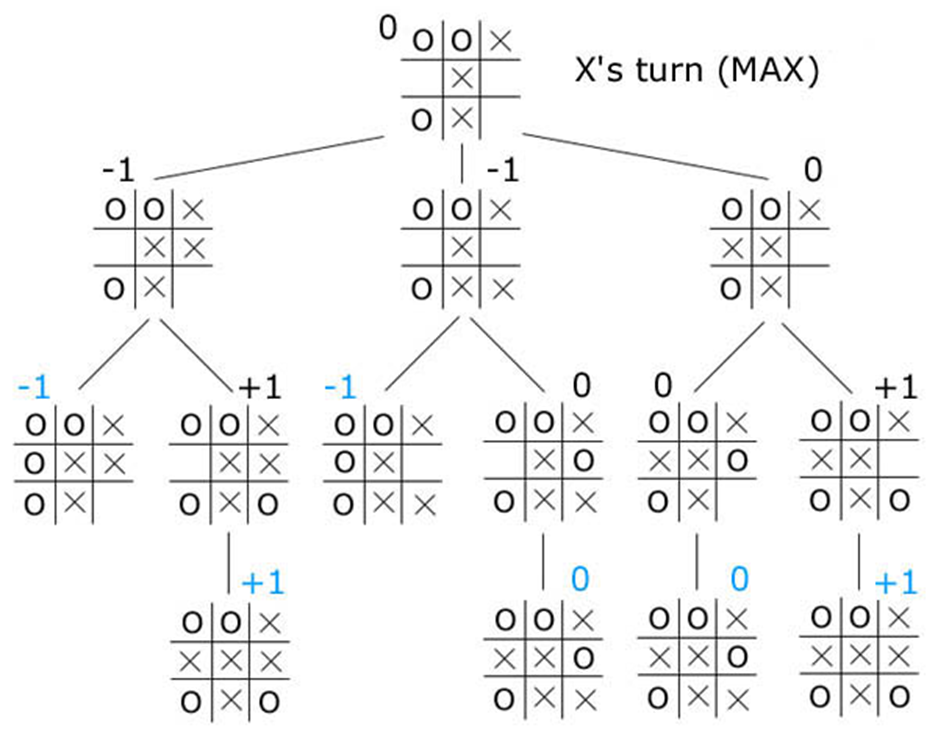 0
O O ×
×
O ×
X's turn (MAX)
-1
O O ×
× ×
O ×
-1
O O ×
×
O × ×
0
O O ×
× ×
O ×
-1
O O ×
O × ×
O ×
+1
O O ×
× ×
O × O
-1
O O ×
O ×
O × ×
0
O O ×
× O
O × ×
0
O O ×
× × O
O ×
+1
O O ×
× ×
O × O
+1
O O ×
× × ×
O × O
0
O O ×
× × O
O × ×
0
O O ×
× × O
O × ×
+1
O O ×
× × ×
O × O